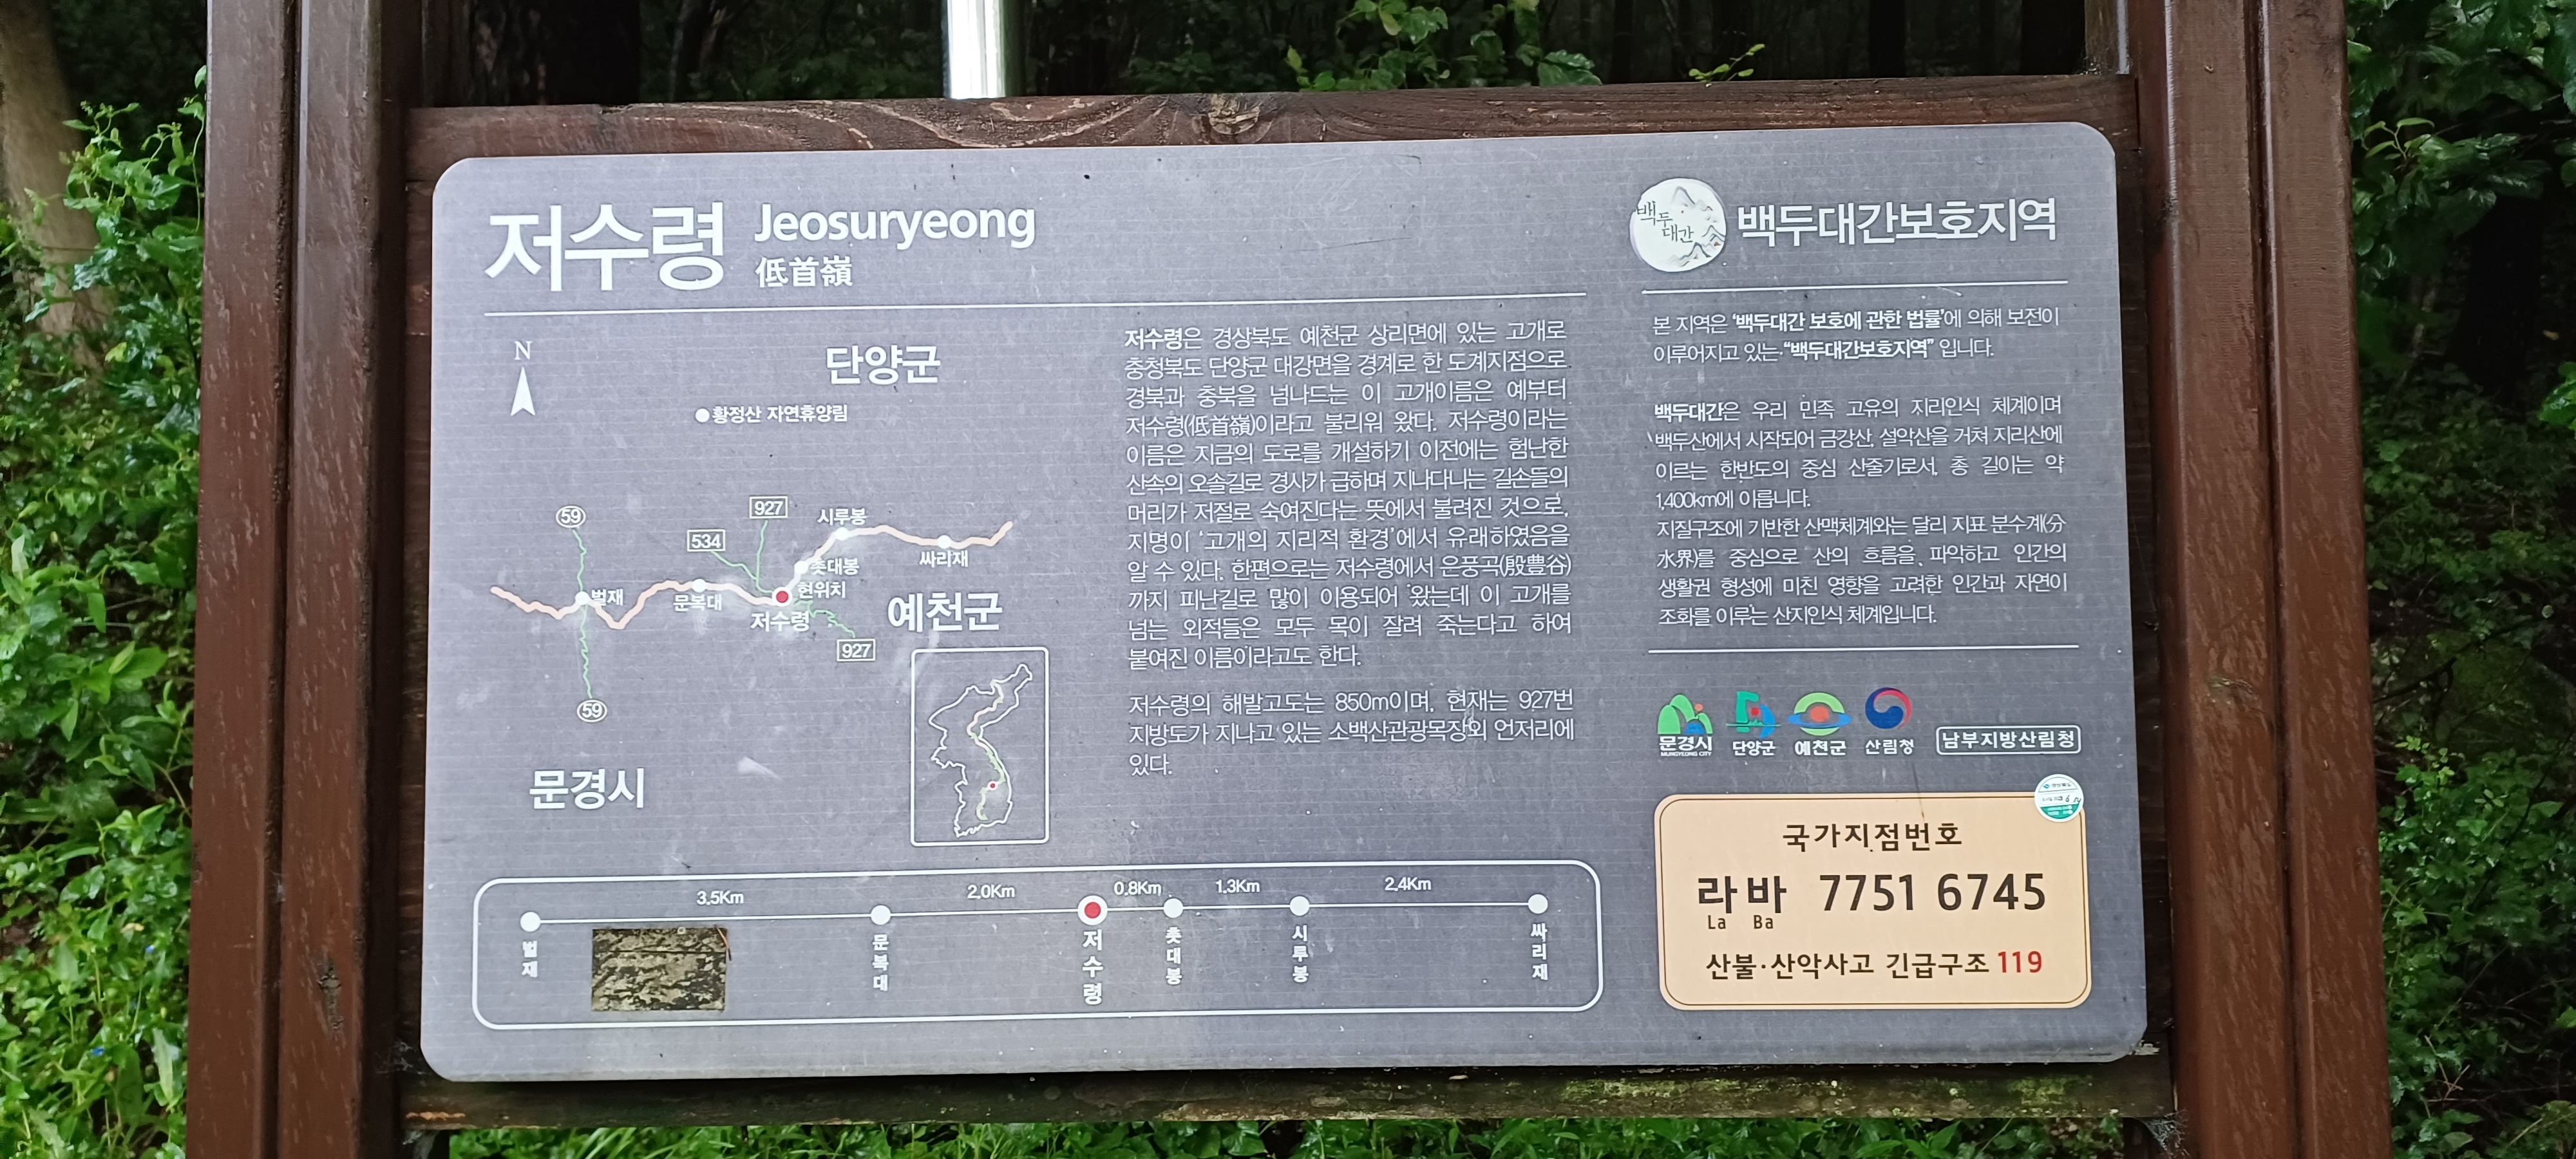 저수령 Jeosuryeong
低首嶺
백두대간
백두대간보호지역
N
단양군
황정산 자연휴양림
59
927
534
시루봉
싸리재
촛대봉
벌재
문복대
현위치
저수령
예천군
927
59
문경시
저수령은 경상북도 예천군 상리면에 있는 고개로
충청북도 단양군 대강면을 경계로 한 도계지점으로
경북과 충북을 넘나드는 이 고개이름은 예부터
저수령(低首嶺)이라고 불리워 왔다. 저수령이라는
이름은 지금의 도로를 개설하기 이전에는 험난한
산속의 오솔길로 경사가 급하며 지나다니는 길손들의
머리가 저절로 숙여진다는 뜻에서 불려진 것으로,
지명이 '고개의 지리적 환경'에서 유래하였음을
알 수 있다. 한편으로는 저수령에서 은풍곡(殷豊谷)
까지 피난길로 많이 이용되어 왔는데 이 고개를
넘는 외적들은 모두 목이 잘려 죽는다고 하여
붙여진 이름이라고도 한다.
저수령의 해발고도는 850m이며, 현재는 927번
지방도가 지나고 있는 소백산관광목장의 언저리에
있다.
본 지역은 '백두대간 보호에 관한 법률'에 의해 보전이
이루어지고 있는 "백두대간보호지역" 입니다.
백두대간은 우리 민족 고유의 지리인식 체계이며
백두산에서 시작되어 금강산, 설악산을 거쳐 지리산에
이르는 한반도의 중심 산줄기로서, 총 길이는 약
1,400km에 이릅니다.
지질구조에 기반한 산맥체계와는 달리 지표 분수계(分
水界)를 중심으로 산의 흐름을 파악하고 인간의
생활권 형성에 미친 영향을 고려한 인간과 자연이
조화를 이루는 산지인식 체계입니다.
문경시 단양군 예천군 산림청 남부지방산림청
MUNGYEONG CITY
3.5Km 2.0Km 0.8Km 1.3Km 2.4Km
벌재 문복대 저수령 촛대봉 시루봉 싸리재
국가지점번호
라 바 7751 6745
La Ba
산불·산악사고 긴급구조 119